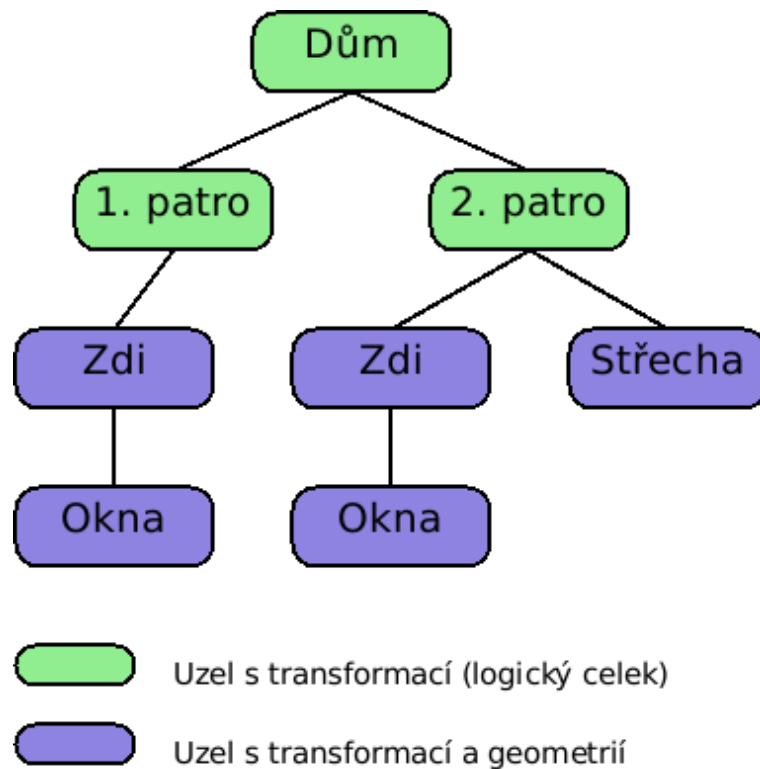 Dům
1. patro
2. patro
Zdi
Zdi
Střecha
Okna
Okna
Uzel s transformací (logický celek)
Uzel s transformací a geometrií